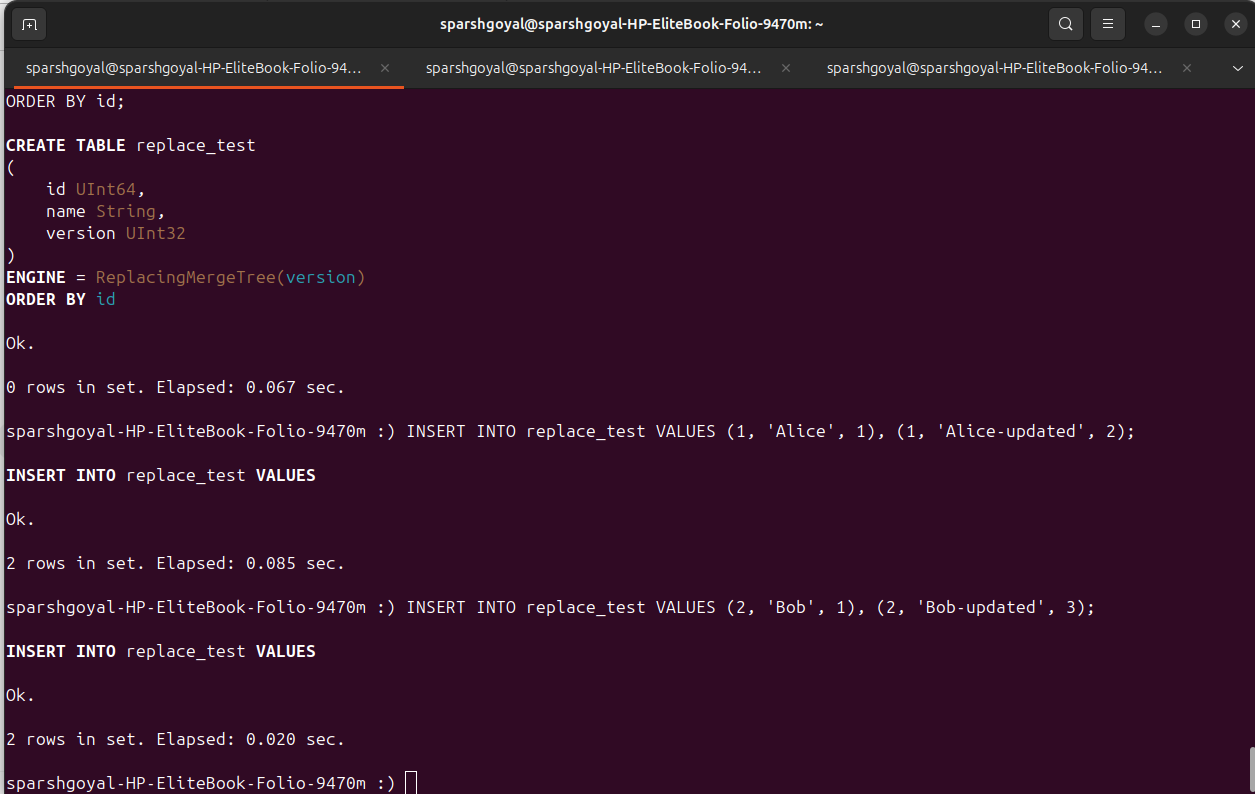 sparshgoyal@sparshgoyal-HP-EliteBook-Folio-9470m: ~
sparshgoyal@sparshgoyal-HP-EliteBook-Folio-94...
sparshgoyal@sparshgoyal-HP-EliteBook-Folio-94...
sparshgoyal@sparshgoyal-HP-EliteBook-Folio-94...
ORDER BY id;
CREATE TABLE replace_test
(
    id UInt64,
    name String,
    version UInt32
)
ENGINE = ReplacingMergeTree(version)
ORDER BY id
Ok.
0 rows in set. Elapsed: 0.067 sec.
sparshgoyal-HP-EliteBook-Folio-9470m :) INSERT INTO replace_test VALUES (1, 'Alice', 1), (1, 'Alice-updated', 2);
INSERT INTO replace_test VALUES
Ok.
2 rows in set. Elapsed: 0.085 sec.
sparshgoyal-HP-EliteBook-Folio-9470m :) INSERT INTO replace_test VALUES (2, 'Bob', 1), (2, 'Bob-updated', 3);
INSERT INTO replace_test VALUES
Ok.
2 rows in set. Elapsed: 0.020 sec.
sparshgoyal-HP-EliteBook-Folio-9470m :)